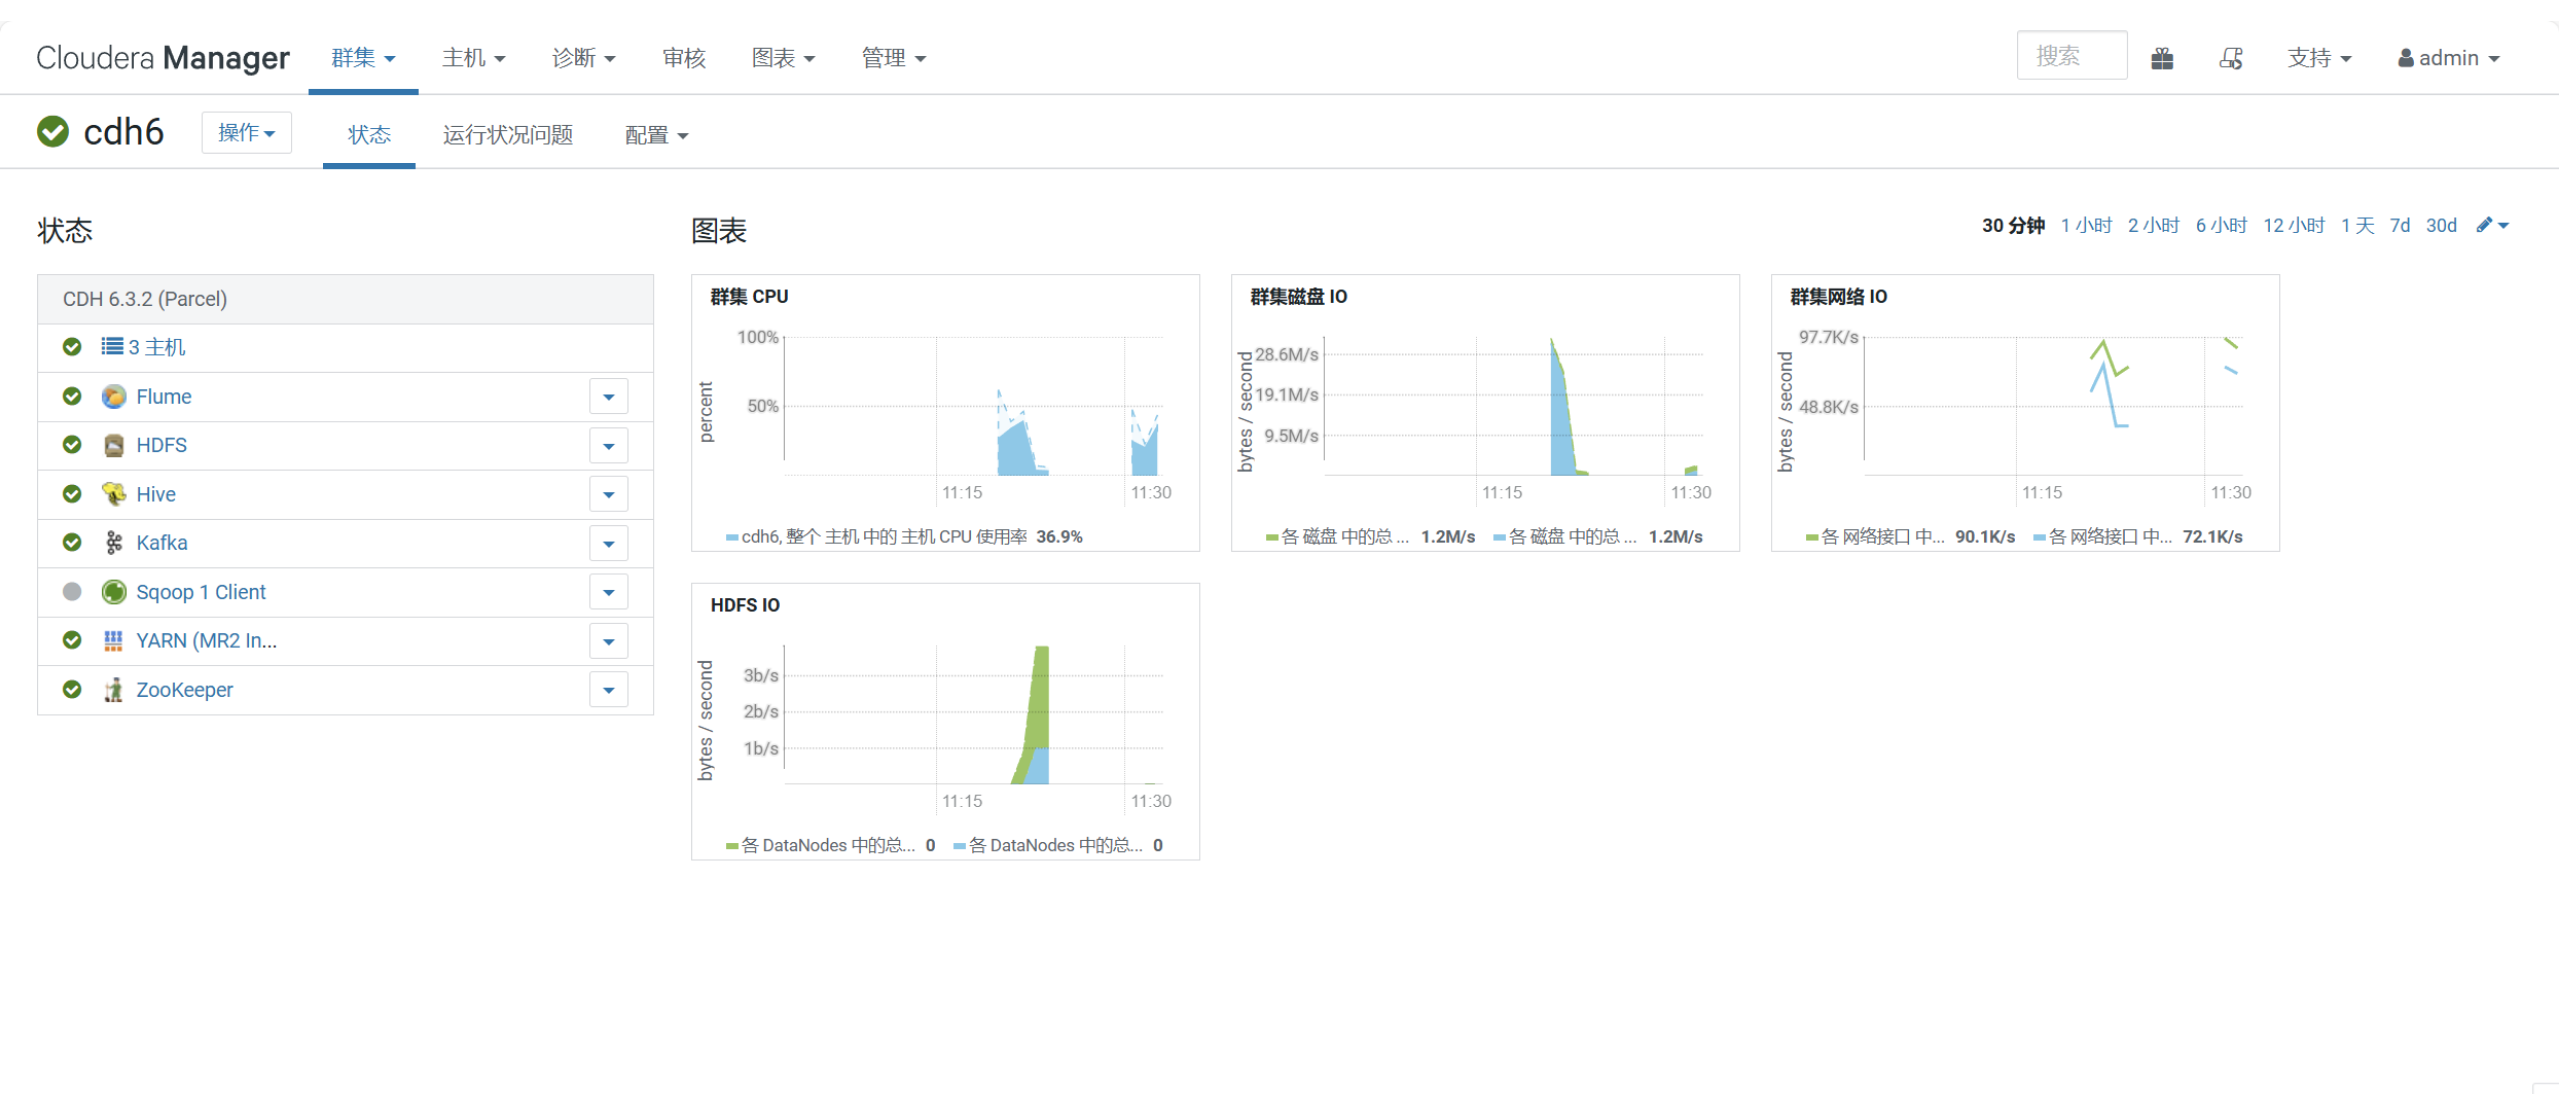 Cloudera Manager 群集 主机 诊断 审核 图表 管理 搜索 支持 admin
cdh6 操作 状态 运行状况问题 配置
状态
CDH 6.3.2 (Parcel)
3 主机
Flume
HDFS
Hive
Kafka
Sqoop 1 Client
YARN (MR2 In...
ZooKeeper
图表
30 分钟 1 小时 2 小时 6 小时 12 小时 1 天 7d 30d
群集 CPU
percent
100%
50%
11:15 11:30
cdh6, 整个 主机 中的 主机 CPU 使用率 36.9%
群集磁盘 IO
bytes / second
28.6M/s
19.1M/s
9.5M/s
11:15 11:30
各 磁盘 中的总 ... 1.2M/s 各 磁盘 中的总 ... 1.2M/s
群集网络 IO
bytes / second
97.7K/s
48.8K/s
11:15 11:30
各 网络接口 中... 90.1K/s 各 网络接口 中... 72.1K/s
HDFS IO
bytes / second
3b/s
2b/s
1b/s
11:15 11:30
各 DataNodes 中的总... 0 各 DataNodes 中的总... 0